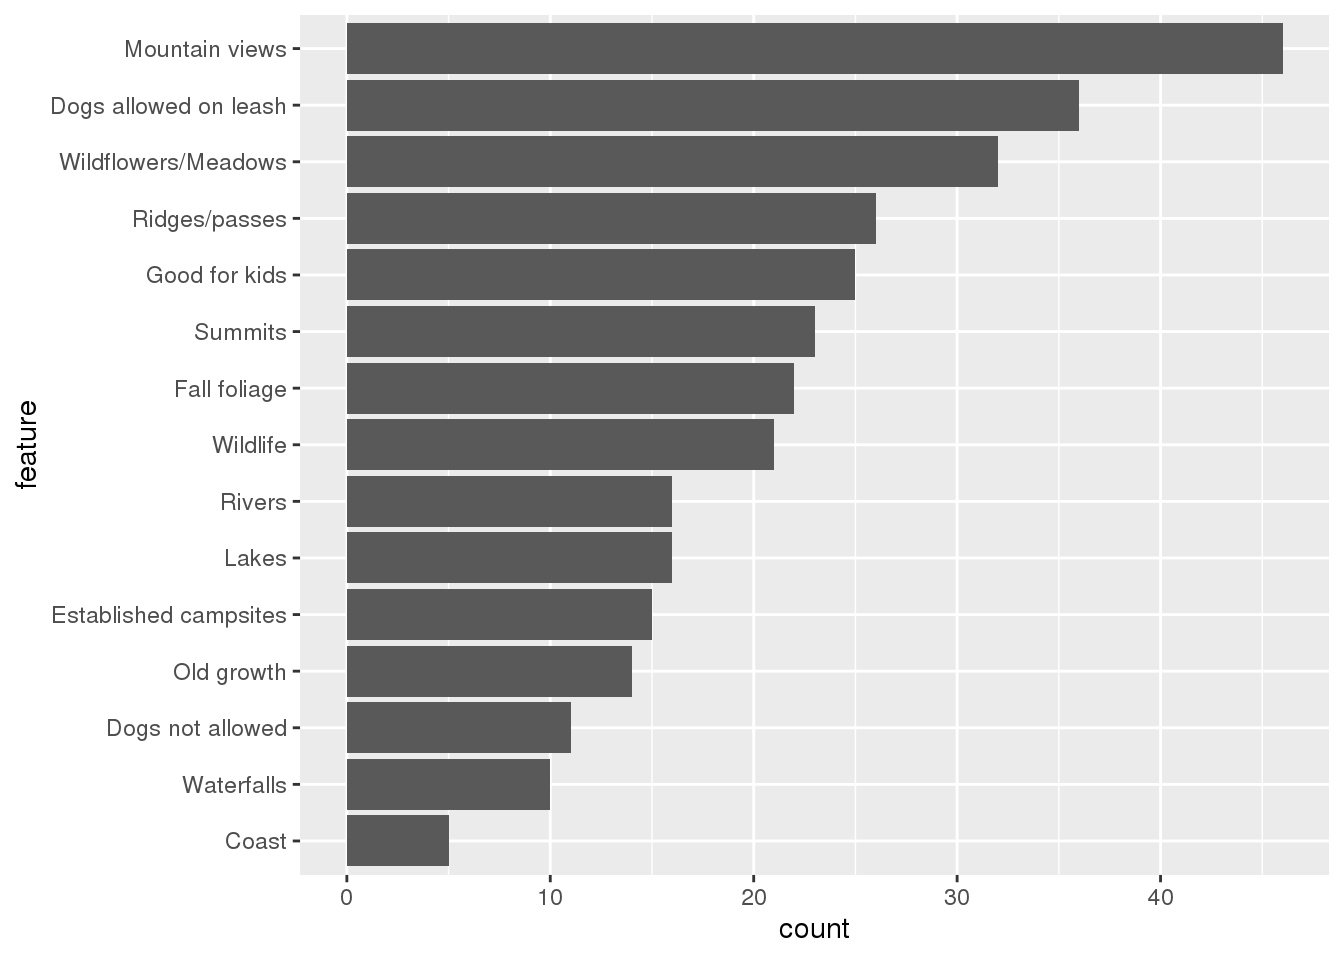 Mountain views
Dogs allowed on leash
Wildflowers/Meadows
Ridges/passes
Good for kids
Summits
Fall foliage
Wildlife
Rivers
Lakes
Established campsites
Old growth
Dogs not allowed
Waterfalls
Coast
feature
0 10 20 30 40
count